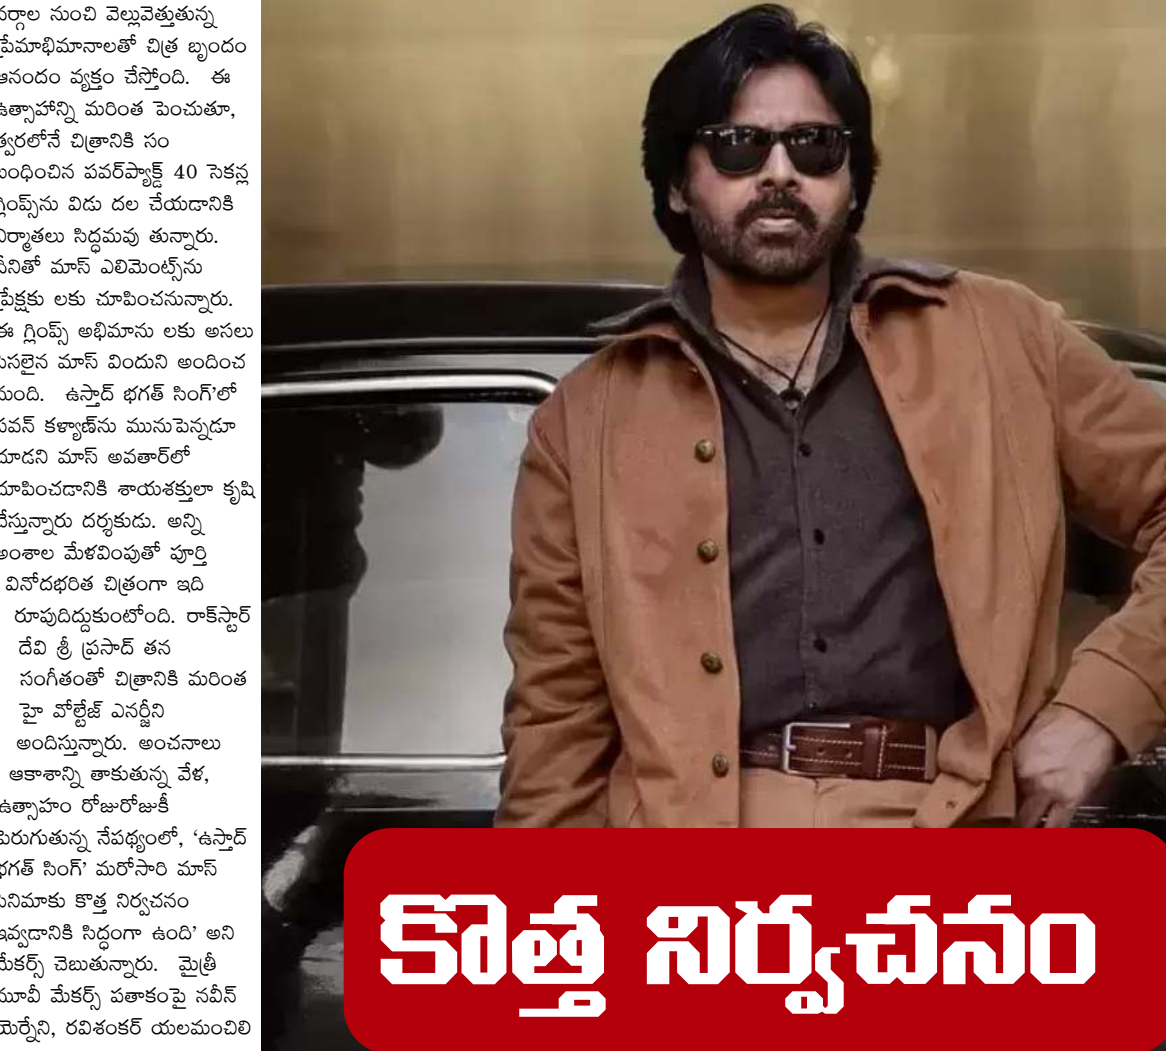 వర్గాల నుంచి వెల్లువెత్తుతున్న
ప్రేమాభిమానాలతో చిత్ర బృందం
ఆనందం వ్యక్తం చేస్తోంది. ఈ
ఉత్సాహాన్ని మరింత పెంచుతూ,
త్వరలోనే చిత్రానికి సం
బంధించిన పవర్‌ప్యాక్డ్ 40 సెకన్ల
గ్లింప్స్‌ను విడు దల చేయడానికి
నిర్మాతలు సిద్ధమవు తున్నారు.
దీనితో మాస్ ఎలిమెంట్స్‌ను
ప్రేక్షకు లకు చూపించనున్నారు.
ఈ గ్లింప్స్ అభిమాను లకు అసలు
సిసలైన మాస్ విందుని అందించ
నుంది. ఉస్తాద్ భగత్ సింగ్’లో
పవన్ కళ్యాణ్‌ను మునుపెన్నడూ
చూడని మాస్ అవతార్‌లో
చూపించడానికి శాయశక్తులా కృషి
చేస్తున్నారు దర్శకుడు. అన్ని
అంశాల మేళవింపుతో పూర్తి
వినోదభరిత చిత్రంగా ఇది
రూపుదిద్దుకుంటోంది. రాక్‌స్టార్
దేవి శ్రీ ప్రసాద్ తన
సంగీతంతో చిత్రానికి మరింత
హై వోల్టేజ్ ఎనర్జీని
అందిస్తున్నారు. అంచనాలు
ఆకాశాన్ని తాకుతున్న వేళ,
ఉత్సాహం రోజురోజుకీ
పెరుగుతున్న నేపథ్యంలో, ‘ఉస్తాద్
భగత్ సింగ్’ మరోసారి మాస్
సినిమాకు కొత్త నిర్వచనం
ఇవ్వడానికి సిద్ధంగా ఉంది’ అని
మేకర్స్ చెబుతున్నారు. మైత్రీ
మూవీ మేకర్స్ పతాకంపై నవీన్
యెర్నేని, రవిశంకర్ యలమంచిలి
కొత్త నిర్వచనం